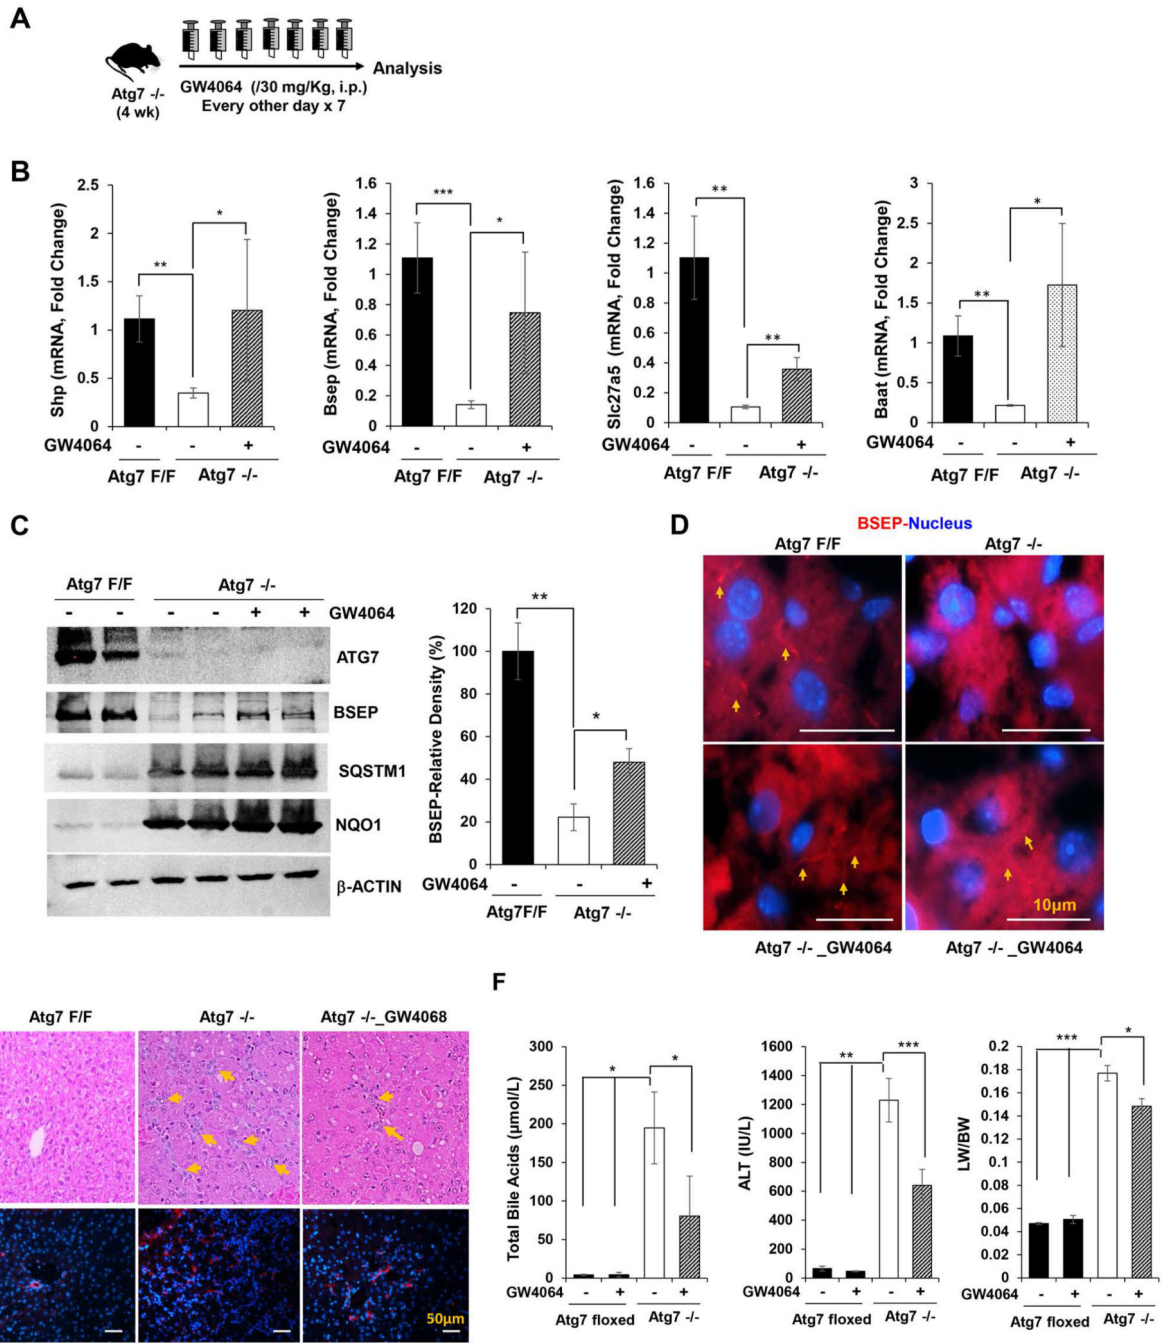 A
Analysis
Atg7 -/-
(4 wk)
GW4064 (/30 mg/Kg, i.p.)
Every other day x 7
B
Shp (mRNA, Fold Change)
2.5
2
1.5
1
0.5
0
**
*
GW4064 - - +
Atg7 F/F Atg7 -/-
Bsep (mRNA, Fold Change)
1.6
1.4
1.2
1
0.8
0.6
0.4
0.2
0
***
*
GW4064 - - +
Atg7 F/F Atg7 -/-
Slc27a5 (mRNA, Fold Change)
1.6
1.4
1.2
1
0.8
0.6
0.4
0.2
0
**
**
GW4064 - - +
Atg7 F/F Atg7 -/-
Baat (mRNA, Fold Change)
3
2.5
2
1.5
1
0.5
0
**
*
GW4064 - - +
Atg7 F/F Atg7 -/-
C
Atg7 F/F Atg7 -/-
- - - - + + GW4064
ATG7
BSEP
SQSTM1
NQO1
β-ACTIN
BSEP-Relative Density (%)
120
100
80
60
40
20
0
**
*
GW4064 - - +
Atg7F/F Atg7 -/-
D
BSEP-Nucleus
Atg7 F/F Atg7 -/-
10µm
Atg7 -/- _GW4064 Atg7 -/- _GW4064
Atg7 F/F Atg7 -/- Atg7 -/-_GW4068
50µm
F
Total Bile Acids (µmol/L)
300
250
200
150
100
50
0
*
*
GW4064 - + - +
Atg7 floxed Atg7 -/-
ALT (IU/L)
1600
1400
1200
1000
800
600
400
200
0
**
***
GW4064 - + - +
Atg7 floxed Atg7 -/-
LW/BW
0.2
0.18
0.16
0.14
0.12
0.1
0.08
0.06
0.04
0.02
0
***
*
GW4064 - + - +
Atg7 floxed Atg7 -/-